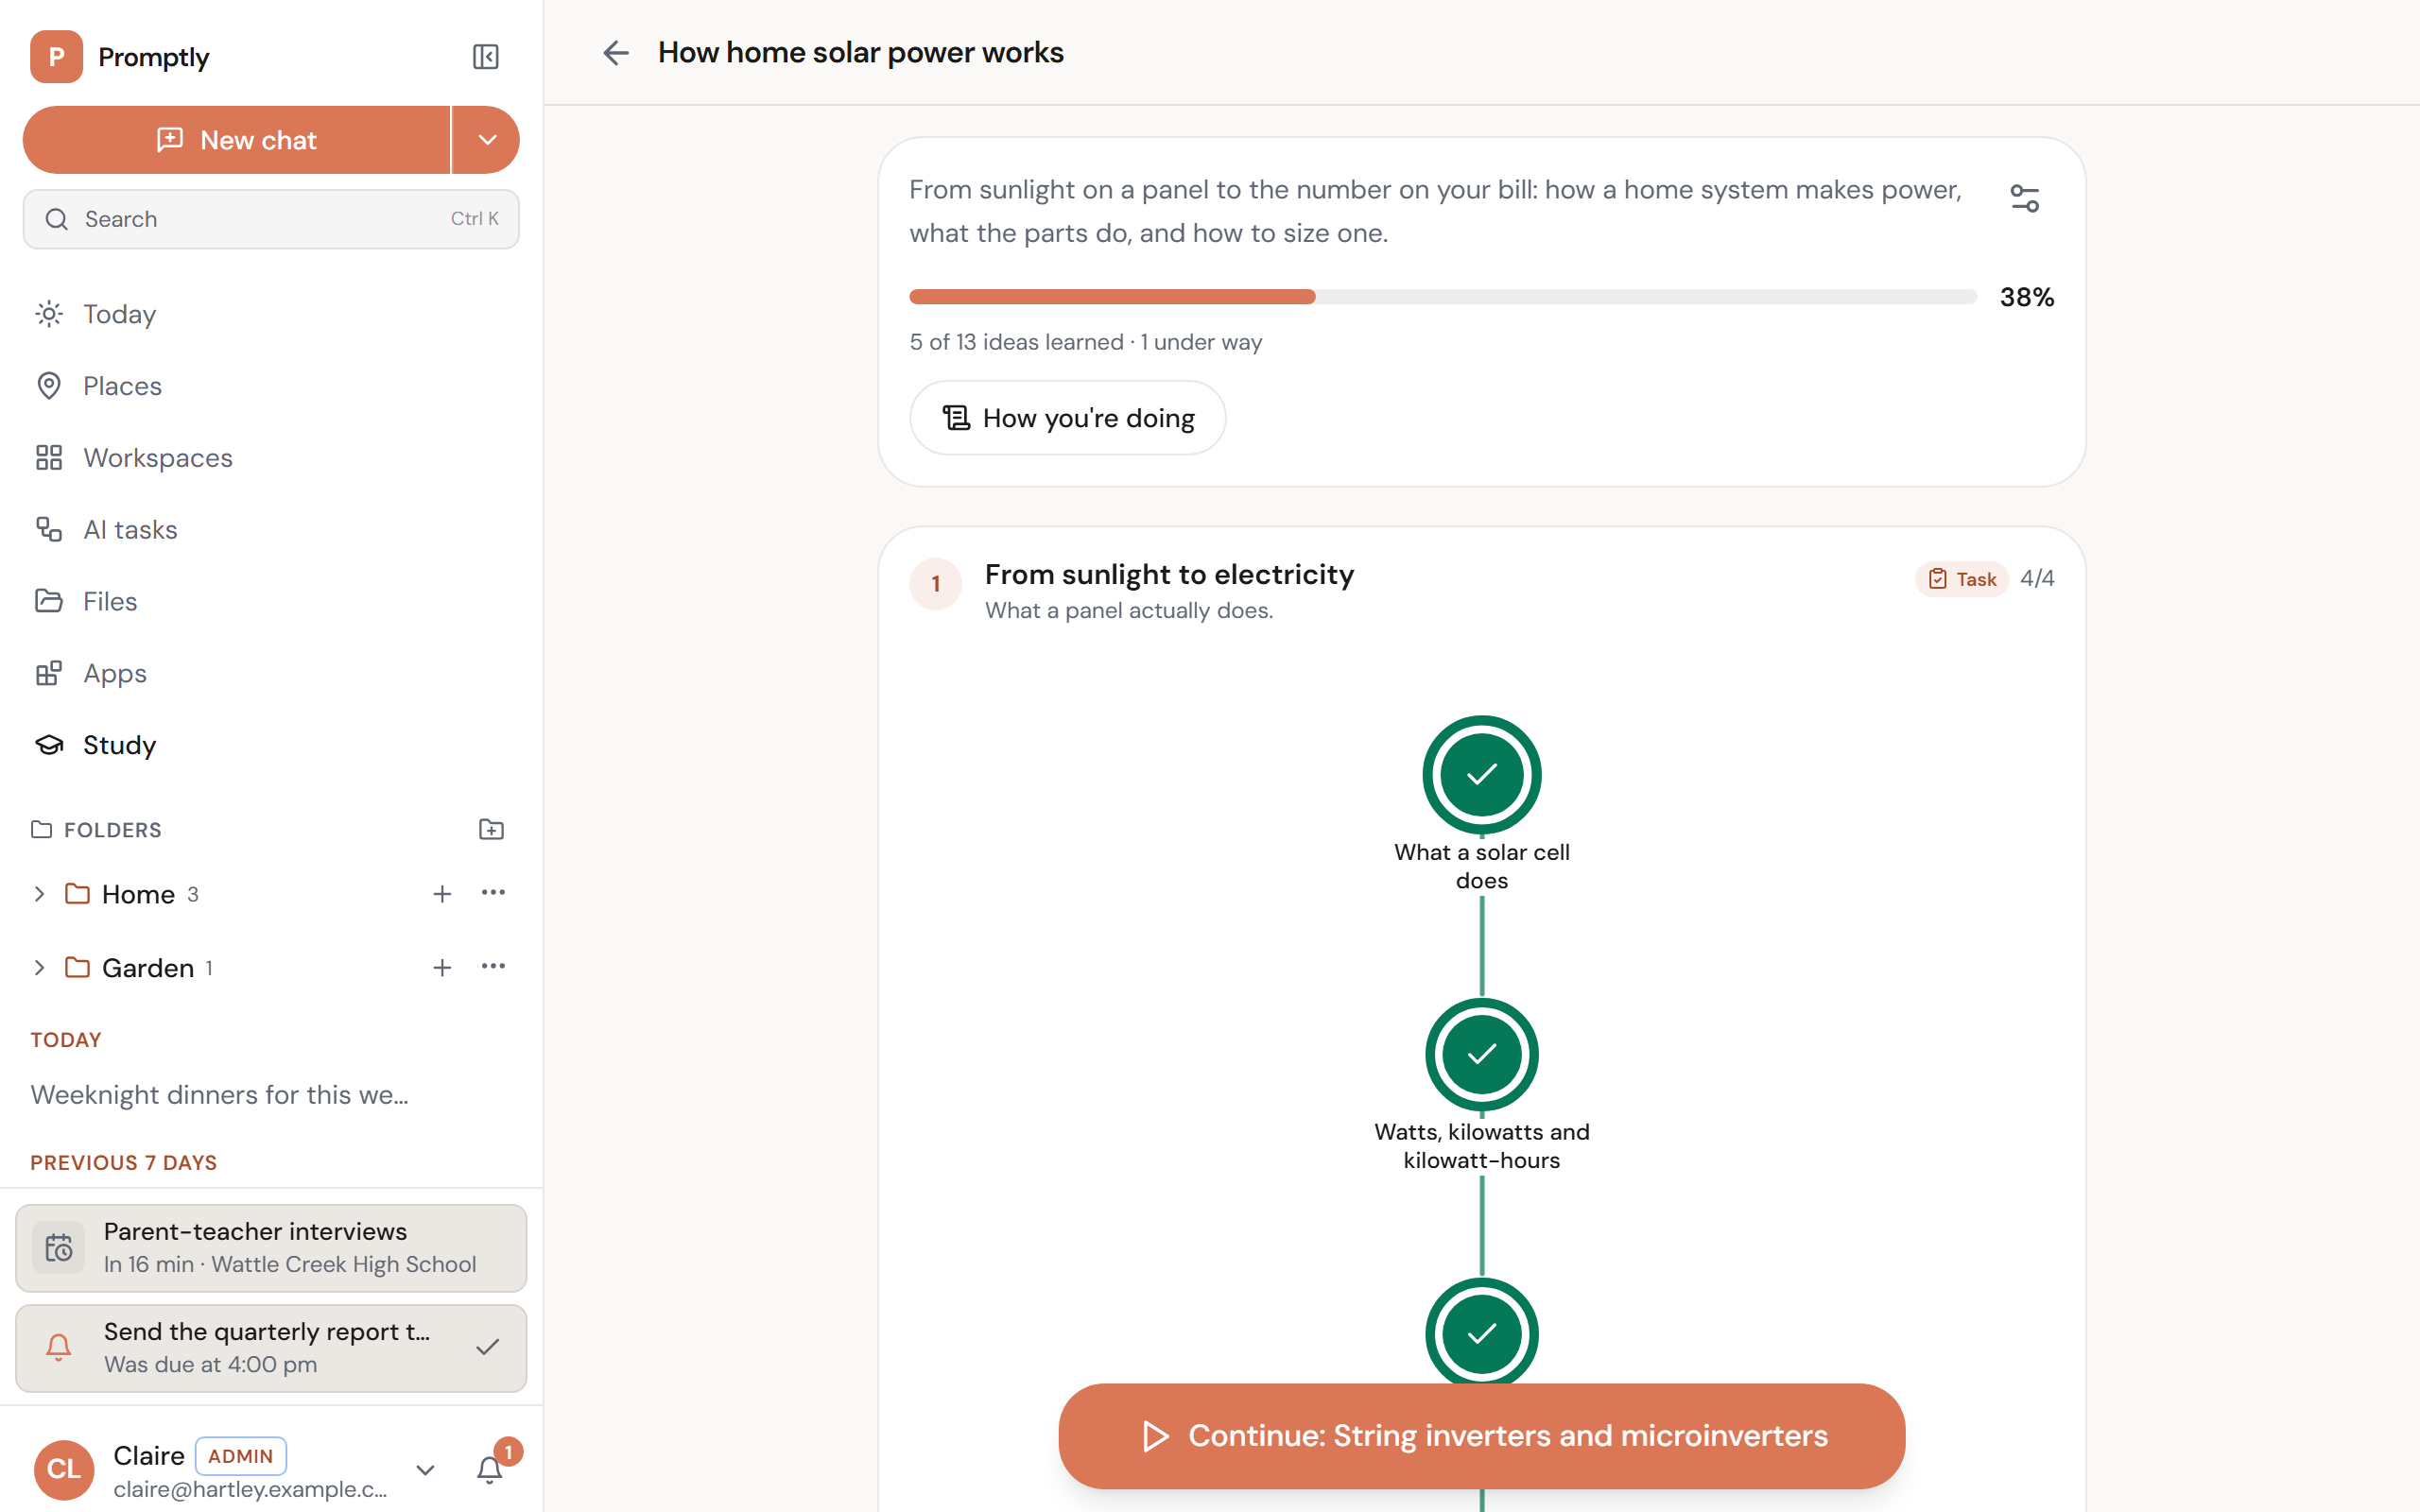 P Promptly
New chat
Search Ctrl K
Today
Places
Workspaces
AI tasks
Files
Apps
Study
FOLDERS
Home 3
Garden 1
TODAY
Weeknight dinners for this we...
PREVIOUS 7 DAYS
Parent-teacher interviews
In 16 min · Wattle Creek High School
Send the quarterly report t...
Was due at 4:00 pm
CL Claire ADMIN
claire@hartley.example.c...
1
How home solar power works
From sunlight on a panel to the number on your bill: how a home system makes power,
what the parts do, and how to size one.
38%
5 of 13 ideas learned · 1 under way
How you're doing
1 From sunlight to electricity
Task 4/4
What a panel actually does.
What a solar cell
does
Watts, kilowatts and
kilowatt-hours
Continue: String inverters and microinverters